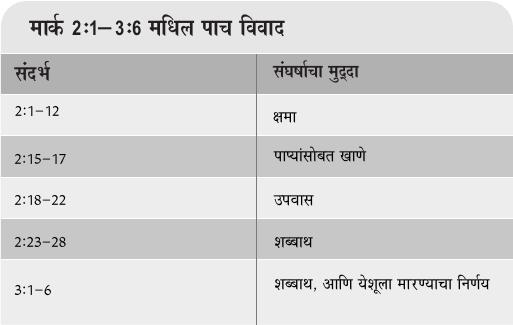 मार्क 2:1–3:6 मधिल पाच विवाद
संदर्भ संघर्षाचा मुद्दा
2:1–12 क्षमा
2:15–17 पाप्यांसोबत खाणे
2:18–22 उपवास
2:23–28 शब्बाथ
3:1–6 शब्बाथ, आणि येशूला मारण्याचा निर्णय